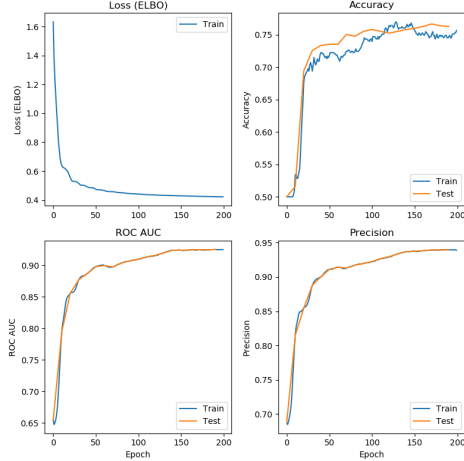 Loss (ELBO)
Loss (ELBO)
1.6
1.4
1.2
1.0
0.8
0.6
0.4
0 50 100 150 200
Train
Accuracy
Accuracy
0.75
0.70
0.65
0.60
0.55
0.50
0 50 100 150 200
Train
Test
ROC AUC
ROC AUC
0.90
0.85
0.80
0.75
0.70
0.65
0 50 100 150 200
Epoch
Train
Test
Precision
Precision
0.95
0.90
0.85
0.80
0.75
0.70
0 50 100 150 200
Epoch
Train
Test